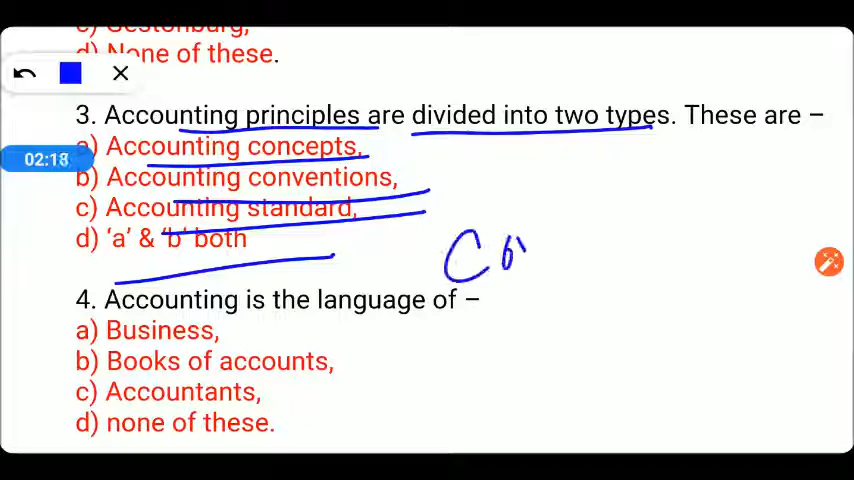 d) None of these.
02:18
3. Accounting principles are divided into two types. These are –
a) Accounting concepts,
b) Accounting conventions,
c) Accounting standard,
d) ‘a’ & ‘b’ both
4. Accounting is the language of –
a) Business,
b) Books of accounts,
c) Accountants,
d) none of these.